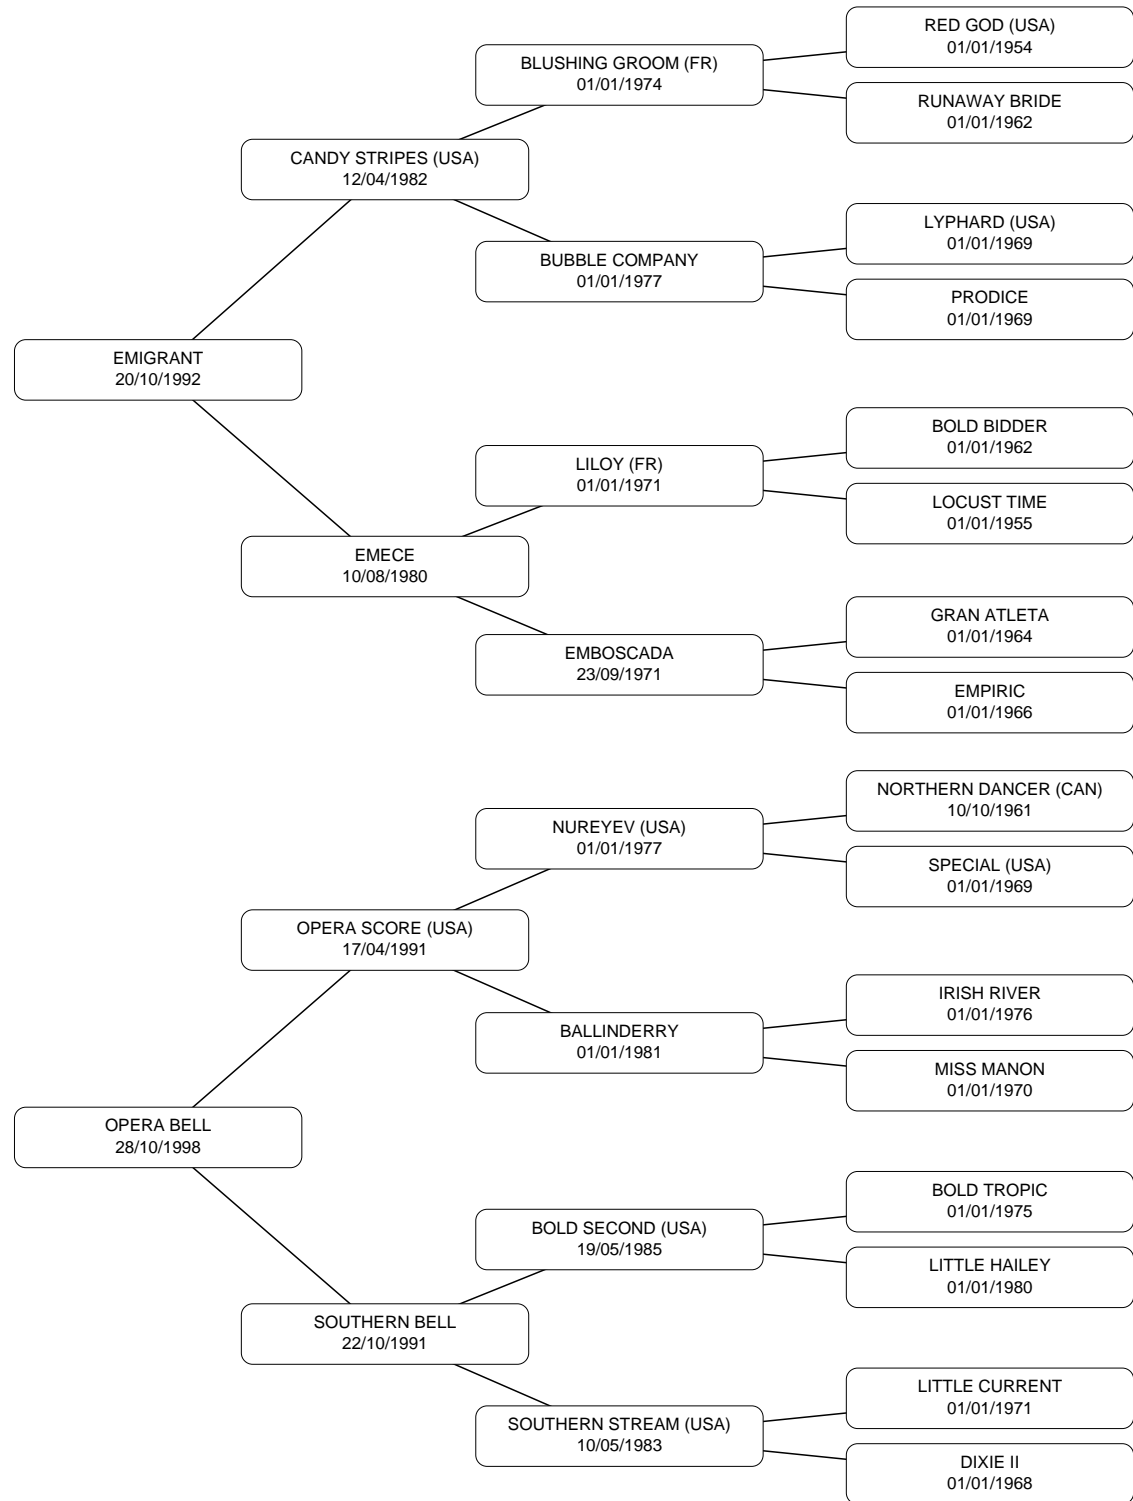 RED GOD (USA)
01/01/1954
BLUSHING GROOM (FR)
01/01/1974
RUNAWAY BRIDE
01/01/1962
CANDY STRIPES (USA)
12/04/1982
LYPHARD (USA)
01/01/1969
BUBBLE COMPANY
01/01/1977
PRODICE
01/01/1969
EMIGRANT
20/10/1992
BOLD BIDDER
01/01/1962
LILOY (FR)
01/01/1971
LOCUST TIME
01/01/1955
EMECE
10/08/1980
GRAN ATLETA
01/01/1964
EMBOSCADA
23/09/1971
EMPIRIC
01/01/1966
NORTHERN DANCER (CAN)
10/10/1961
NUREYEV (USA)
01/01/1977
SPECIAL (USA)
01/01/1969
OPERA SCORE (USA)
17/04/1991
IRISH RIVER
01/01/1976
BALLINDERRY
01/01/1981
MISS MANON
01/01/1970
OPERA BELL
28/10/1998
BOLD TROPIC
01/01/1975
BOLD SECOND (USA)
19/05/1985
LITTLE HAILEY
01/01/1980
SOUTHERN BELL
22/10/1991
LITTLE CURRENT
01/01/1971
SOUTHERN STREAM (USA)
10/05/1983
DIXIE II
01/01/1968